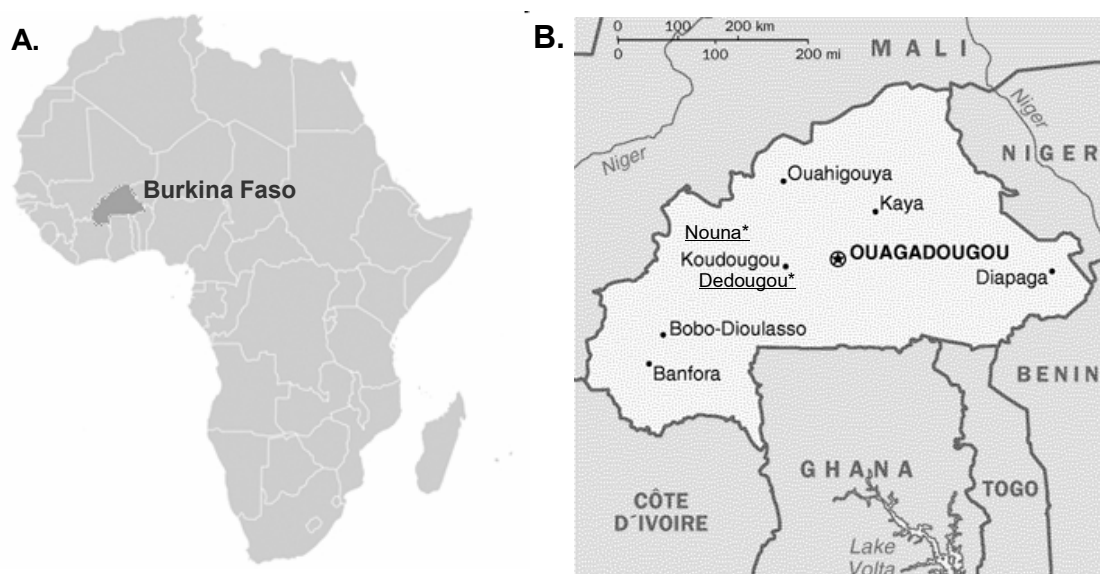 A.
Burkina Faso
B.
0 100 200 km
0 100 200 mi
MALI
Niger
Niger
NIGER
Ouahigouya
Kaya
Nouna*
Koudougou
OUAGADOUGOU
Dedougou*
Diapaga
Bobo-Dioulasso
Banfora
BENIN
GHANA
TOGO
CÔTE
D´IVOIRE
Lake
Volta